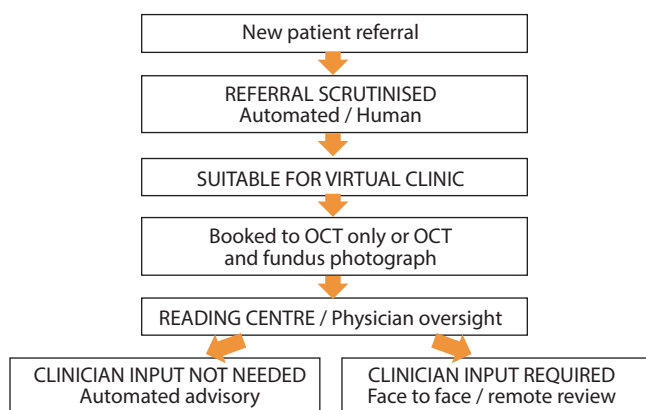 New patient referral
REFERRAL SCRUTINISED
Automated / Human
SUITABLE FOR VIRTUAL CLINIC
Booked to OCT only or OCT
and fundus photograph
READING CENTRE / Physician oversight
CLINICIAN INPUT NOT NEEDED
Automated advisory
CLINICIAN INPUT REQUIRED
Face to face / remote review